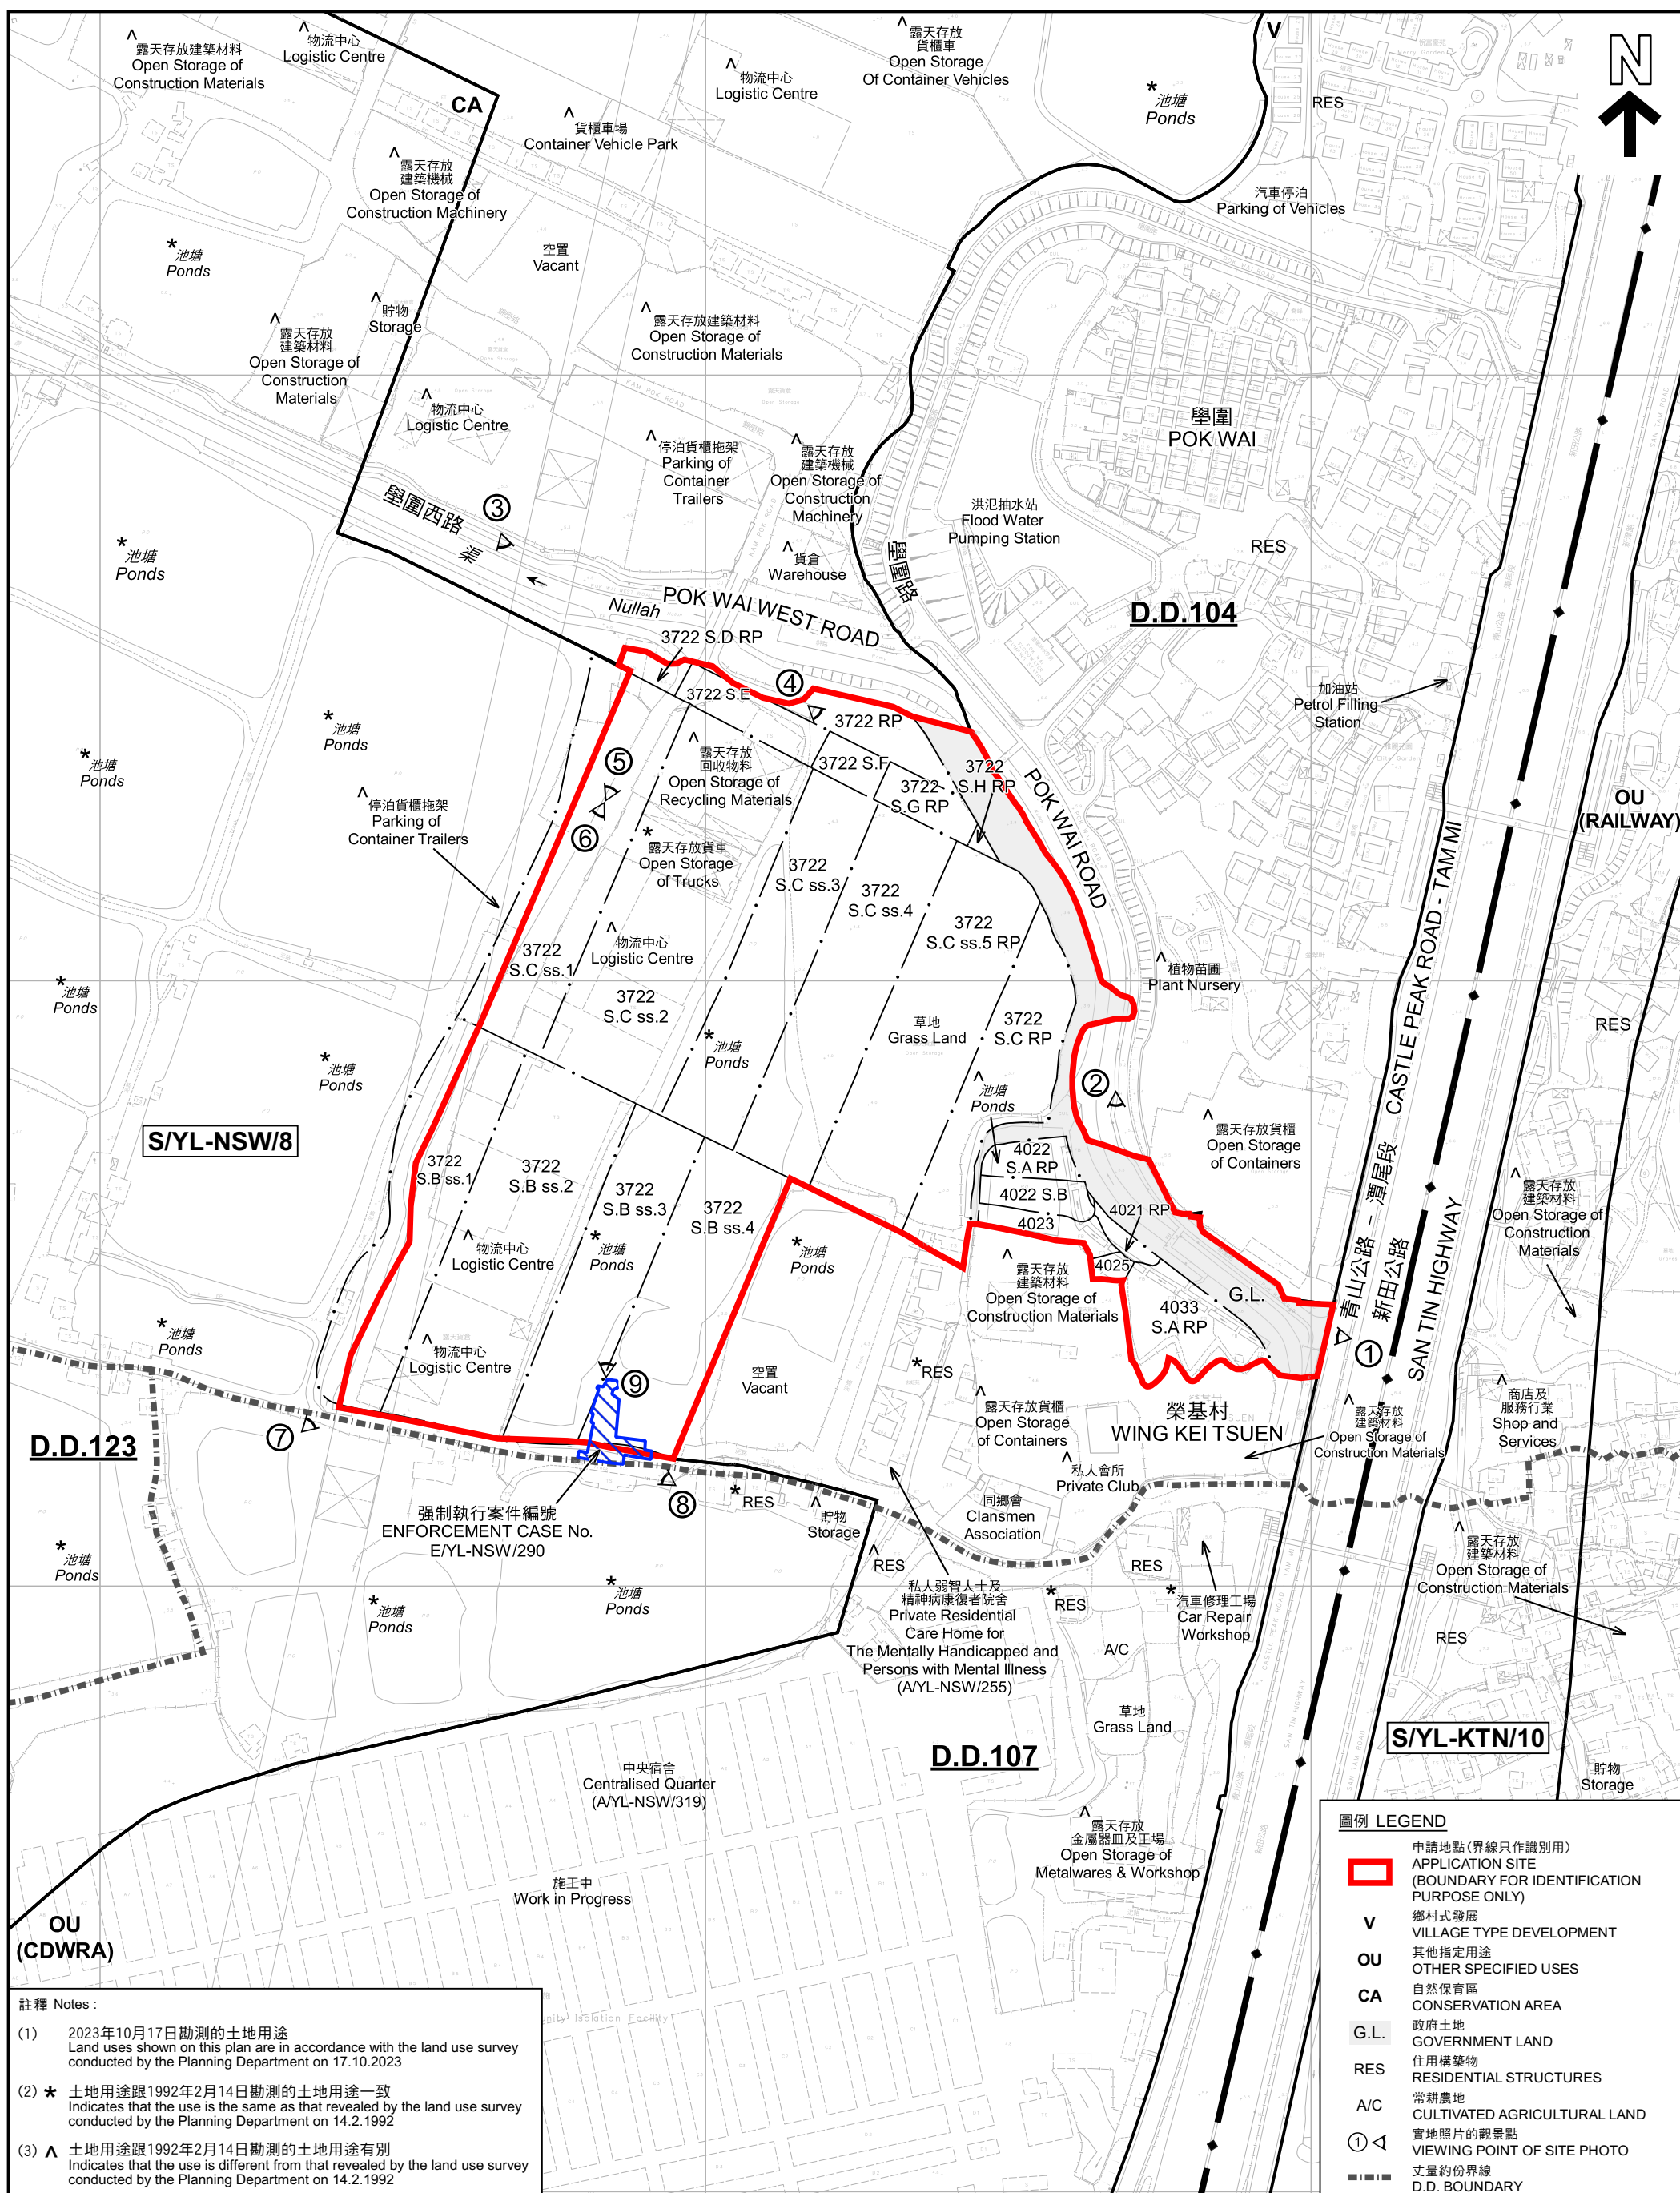 露天存放建築材料
Open Storage of
Construction Materials
物流中心
Logistic Centre
露天存放
貨櫃車
Open Storage
Of Container Vehicles
物流中心
Logistic Centre
V
N
CA
貨櫃車場
Container Vehicle Park
* 池塘
Ponds
RES
露天存放
建築機械
Open Storage of
Construction Machinery
汽車停泊
Parking of Vehicles
* 池塘
Ponds
空置
Vacant
貯物
Storage
露天存放
建築材料
Open Storage of
Construction
Materials
露天存放建築材料
Open Storage of
Construction Materials
KAM POK ROAD
物流中心
Logistic Centre
壆圍
POK WAI
停泊貨櫃拖架
Parking of
Container
Trailers
露天存放
建築機械
Open Storage of
Construction
Machinery
KAM POK ROAD
壆圍西路
渠
③
洪氾抽水站
Flood Water
Pumping Station
* 池塘
Ponds
貨倉
Warehouse
壆圍路
RES
Nullah
POK WAI WEST ROAD
D.D.104
3722 S.D RP
3722 S.E
④
3722 RP
加油站
Petrol Filling
Station
* 池塘
Ponds
* 池塘
Ponds
⑤
露天存放
回收物料
Open Storage of
Recycling Materials
3722 S.F
3722
S.G RP
3722
S.H RP
POK WAI ROAD
OU
(RAILWAY)
停泊貨櫃拖架
Parking of
Container Trailers
⑥
* 露天存放貨車
Open Storage
of Trucks
3722
S.C ss.3
3722
S.C ss.4
3722
S.C ss.5 RP
3722
S.C ss.1
物流中心
Logistic Centre
植物苗圃
Plant Nursery
* 池塘
Ponds
3722
S.C ss.2
草地
Grass Land
3722
S.C RP
RES
* 池塘
Ponds
* 池塘
Ponds
池塘
Ponds
②
S/YL-NSW/8
露天存放貨櫃
Open Storage
of Containers
3722
S.B ss.1
3722
S.B ss.2
3722
S.B ss.3
3722
S.B ss.4
4022
S.A RP
4022 S.B
4023
4021 RP
4025
露天存放
建築材料
Open Storage of
Construction
Materials
物流中心
Logistic Centre
* 池塘
Ponds
* 池塘
Ponds
露天存放
建築材料
Open Storage of
Construction Materials
G.L.
4033
S.A RP
青山公路 - 潭尾段
CASTLE PEAK ROAD - TAM MI
新田公路
SAN TIN HIGHWAY
* 池塘
Ponds
物流中心
Logistic Centre
①
*RES
空置
Vacant
⑨
露天存放貨櫃
Open Storage
of Containers
榮基村
WING KEI TSUEN
露天存放
建築材料
Open Storage of
Construction Materials
商店及
服務行業
Shop and
Services
D.D.123
⑦
私人會所
Private Club
⑧
* RES
强制執行案件編號
ENFORCEMENT CASE No.
E/YL-NSW/290
貯物
Storage
同鄉會
Clansmen
Association
露天存放
建築材料
Open Storage of
Construction Materials
* 池塘
Ponds
* 池塘
Ponds
* 池塘
Ponds
RES
私人弱智人士及
精神病康復者院舍
Private Residential
Care Home for
The Mentally Handicapped and
Persons with Mental Illness
(A/YL-NSW/255)
* RES
RES
* 汽車修理工場
Car Repair
Workshop
RES
A/C
草地
Grass Land
S/YL-KTN/10
D.D.107
中央宿舍
Centralised Quarter
(A/YL-NSW/319)
貯物
Storage
露天存放
金屬器皿及工場
Open Storage of
Metalwares & Workshop
施工中
Work in Progress
OU
(CDWRA)
圖例 LEGEND
申請地點(界線只作識別用)
APPLICATION SITE
(BOUNDARY FOR IDENTIFICATION
PURPOSE ONLY)
V 鄉村式發展
VILLAGE TYPE DEVELOPMENT
OU 其他指定用途
OTHER SPECIFIED USES
CA 自然保育區
CONSERVATION AREA
G.L. 政府土地
GOVERNMENT LAND
RES 住用構築物
RESIDENTIAL STRUCTURES
A/C 常耕農地
CULTIVATED AGRICULTURAL LAND
① 實地照片的觀景點
VIEWING POINT OF SITE PHOTO
丈量約份界線
D.D. BOUNDARY
註釋 Notes :
(1) 2023年10月17日勘測的土地用途
Land uses shown on this plan are in accordance with the land use survey
conducted by the Planning Department on 17.10.2023
(2) * 土地用途跟1992年2月14日勘測的土地用途一致
Indicates that the use is the same as that revealed by the land use survey
conducted by the Planning Department on 14.2.1992
(3) ^ 土地用途跟1992年2月14日勘測的土地用途有別
Indicates that the use is different from that revealed by the land use survey
conducted by the Planning Department on 14.2.1992